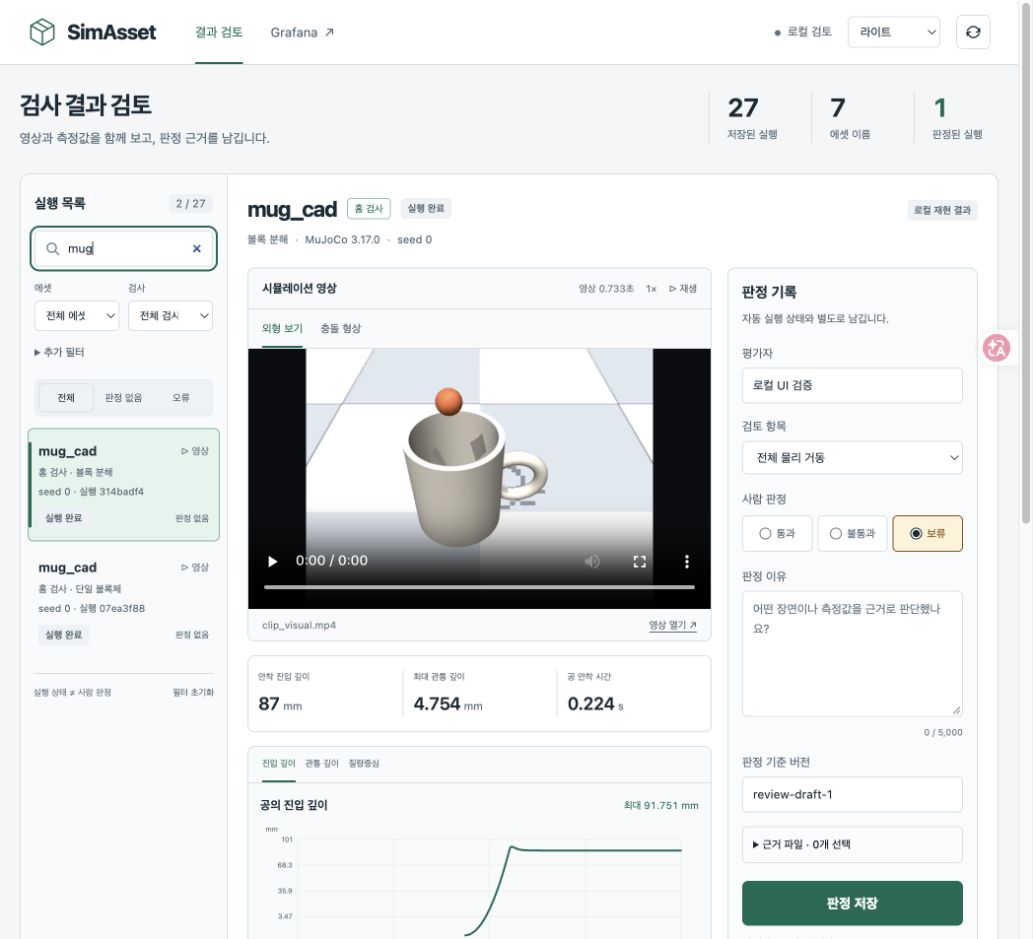 SimAsset
결과 검토
Grafana ↗
● 로컬 검토
라이트
검사 결과 검토
영상과 측정값을 함께 보고, 판정 근거를 남깁니다.
27
저장된 실행
7
에셋 이름
1
판정된 실행
실행 목록
2 / 27
mug
×
에셋
검사
전체 에셋
전체 검사
▶ 추가 필터
전체
판정 없음
오류
mug_cad
▷ 영상
홈 검사 · 볼록 분해
seed 0 · 실행 314badf4
실행 완료
판정 없음
mug_cad
▷ 영상
홈 검사 · 단일 볼록체
seed 0 · 실행 07ea3f88
실행 완료
판정 없음
실행 상태 ≠ 사람 판정
필터 초기화
mug_cad
홈 검사
실행 완료
로컬 재현 결과
볼록 분해 · MuJoCo 3.17.0 · seed 0
시뮬레이션 영상
영상 0.733초
1×
▷ 재생
외형 보기
충돌 형상
0:00 / 0:00
clip_visual.mp4
영상 열기 ↗
안착 진입 깊이
87 mm
최대 관통 깊이
4.754 mm
공 안착 시간
0.224 s
진입 깊이
관통 깊이
질량중심
공의 진입 깊이
최대 91.751 mm
mm
101
68.3
35.9
3.47
판정 기록
자동 실행 상태와 별도로 남깁니다.
평가자
로컬 UI 검증
검토 항목
전체 물리 거동
사람 판정
통과
불통과
보류
판정 이유
어떤 장면이나 측정값을 근거로 판단했나
요?
0 / 5,000
판정 기준 버전
review-draft-1
▶ 근거 파일 · 0개 선택
판정 저장